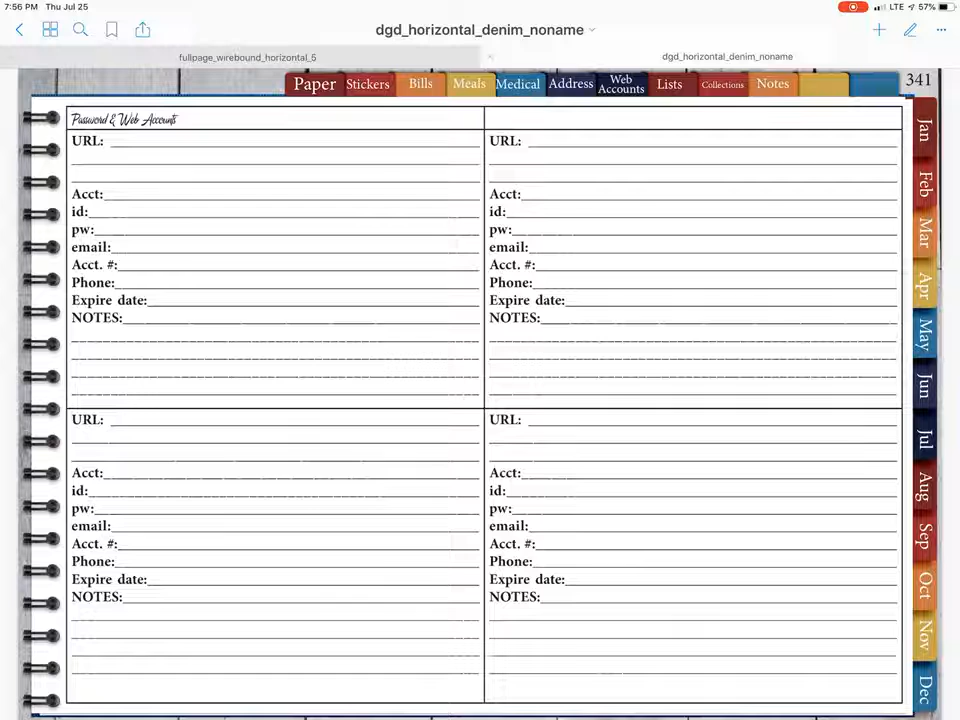 7:56 PM Thu Jul 25 LTE 57%
dgd_horizontal_denim_noname
fullpage_wirebound_horizontal_5 dgd_horizontal_denim_noname
Paper Stickers Bills Meals Medical Address Web Accounts Lists Collections Notes 341
Password & Web Accounts
URL:
Acct:
id:
pw:
email:
Acct. #:
Phone:
Expire date:
NOTES:
URL:
Acct:
id:
pw:
email:
Acct. #:
Phone:
Expire date:
NOTES:
URL:
Acct:
id:
pw:
email:
Acct. #:
Phone:
Expire date:
NOTES:
URL:
Acct:
id:
pw:
email:
Acct. #:
Phone:
Expire date:
NOTES:
Jan
Feb
Mar
Apr
May
Jun
Jul
Aug
Sep
Oct
Nov
Dec